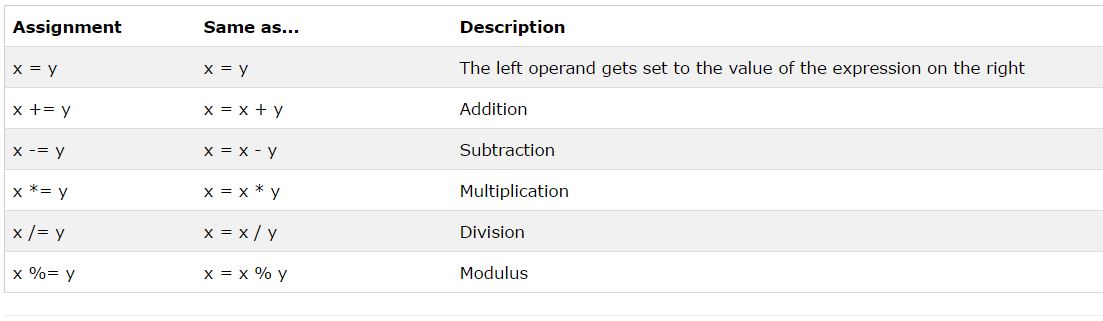 Assignment Same as... Description
x = y x = y The left operand gets set to the value of the expression on the right
x += y x = x + y Addition
x -= y x = x - y Subtraction
x *= y x = x * y Multiplication
x /= y x = x / y Division
x %= y x = x % y Modulus